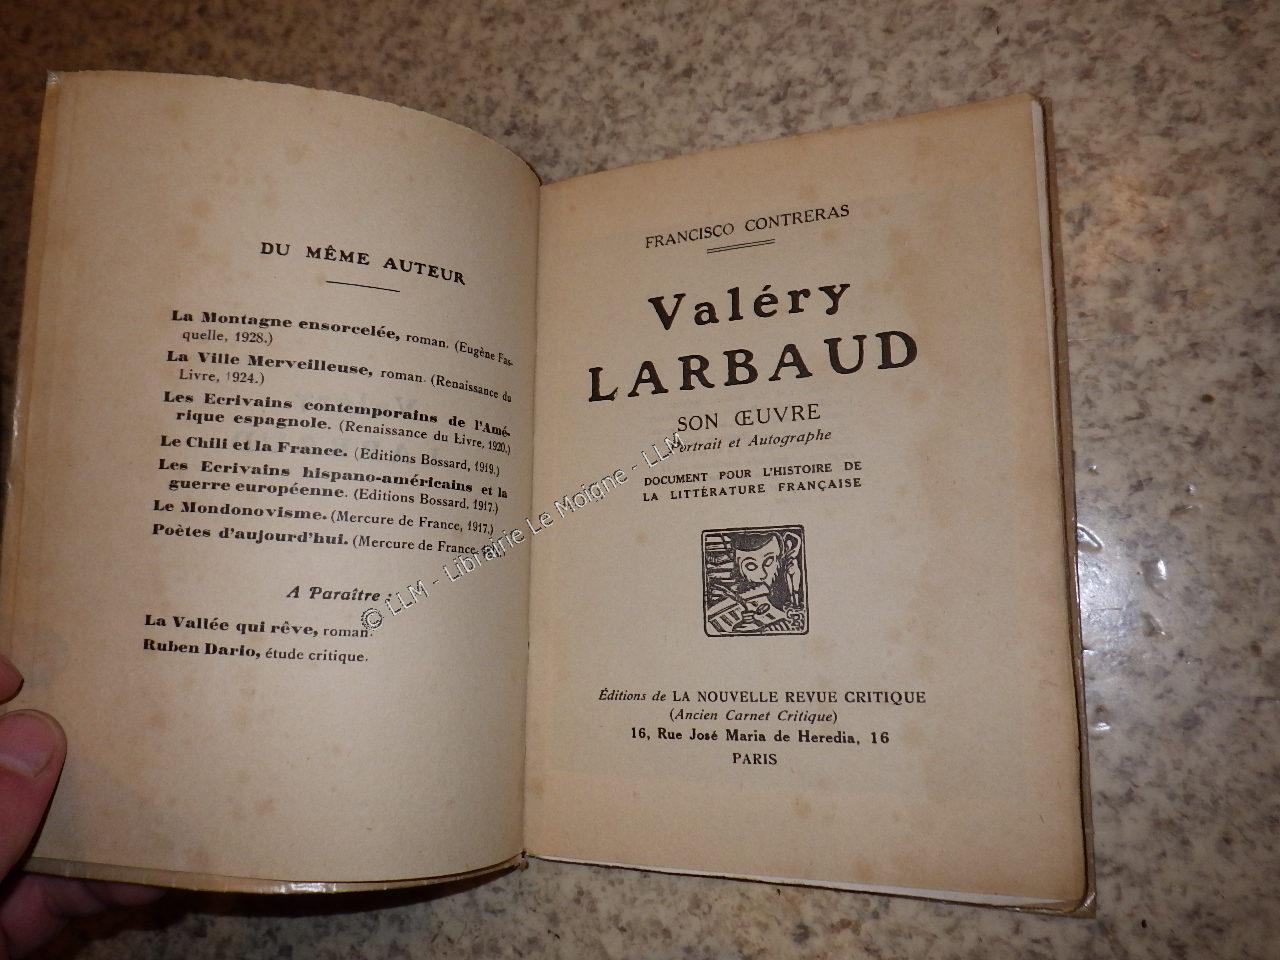 DU MÊME AUTEUR
La Montagne ensorcelée, roman. (Eugène Fas-
quelle, 1928.)
La Ville Merveilleuse, roman. (Renaissance du
Livre, 1924.)
Les Ecrivains contemporains de l'Amé-
rique espagnole. (Renaissance du Livre, 1920.)
Le Chili et la France. (Editions Bossard, 1919.)
Les Ecrivains hispano-américains et la
guerre européenne. (Editions Bossard, 1917.)
Le Mondonovisme. (Mercure de France, 1917.)
Poètes d'aujourd'hui. (Mercure de France,
A Paraître :
La Vallée qui rêve, roman.
Ruben Dario, étude critique.
FRANCISCO CONTRERAS
Valéry
LARBAUD
SON ŒUVRE
Portrait et Autographe
DOCUMENT POUR L'HISTOIRE DE
LA LITTÉRATURE FRANÇAISE
Éditions de LA NOUVELLE REVUE CRITIQUE
(Ancien Carnet Critique)
16, Rue José Maria de Heredia, 16
PARIS
© LLM - Librairie Le Moigne - LLM